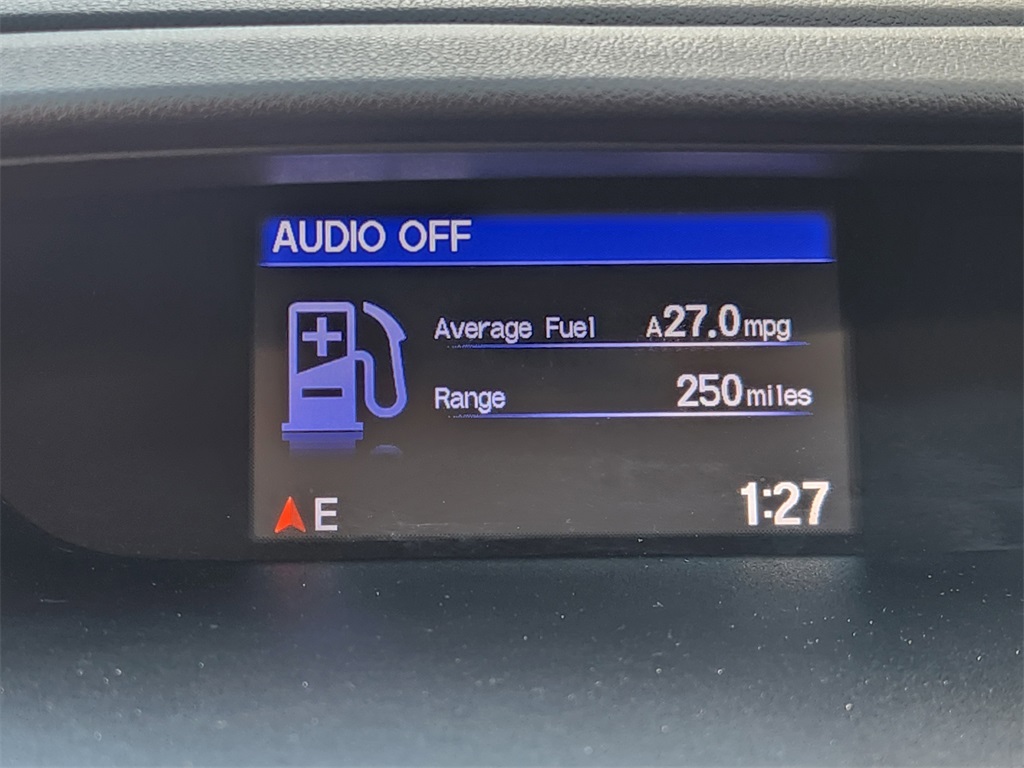 AUDIO OFF
Average Fuel A27.0mpg
Range 250miles
E 1:27